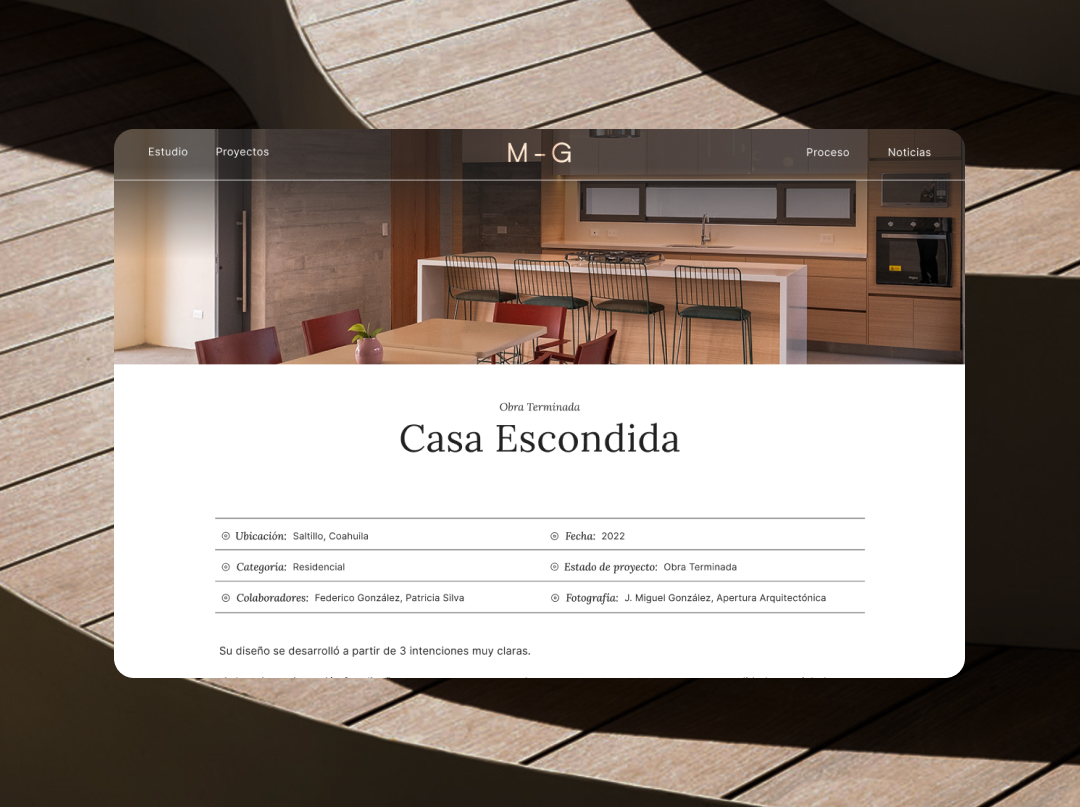 Estudio Proyectos M-G Proceso Noticias
Obra Terminada
Casa Escondida
Ubicación: Saltillo, Coahuila Fecha: 2022
Categoría: Residencial Estado de proyecto: Obra Terminada
Colaboradores: Federico González, Patricia Silva Fotografía: J. Miguel González, Apertura Arquitectónica
Su diseño se desarrolló a partir de 3 intenciones muy claras.